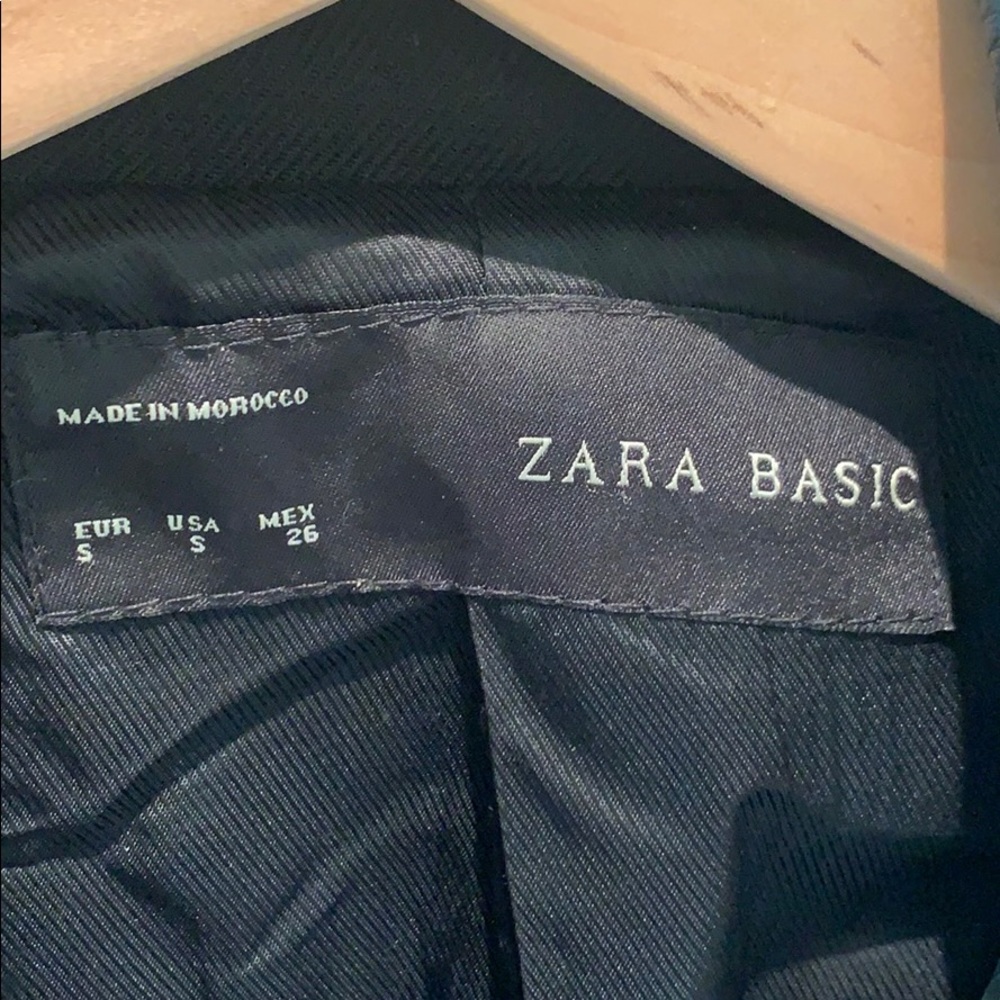 MADE IN MOROCCO
ZARA BASIC
EUR USA MEX
S S 26